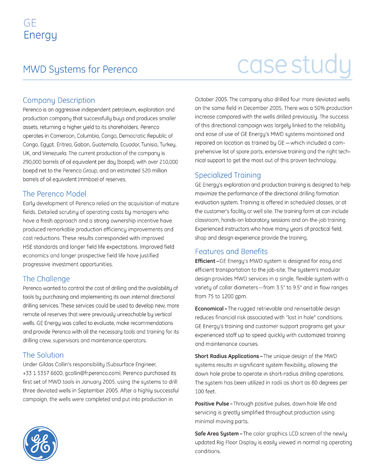 GE
Energy
MWD Systems for Perenco
case study
Company Description
Perenco is an aggressive independent petroleum, exploration and
production company that successfully buys and produces smaller
assets, returning a higher yield to its shareholders. Perenco
operates in Cameroon, Columbia, Congo, Democratic Republic of
Congo, Egypt, Eritrea, Gabon, Guatemala, Ecuador, Tunisia, Turkey,
UK, and Venezuela. The current production of the company is
290,000 barrels of oil equivalent per day (boepd), with over 210,000
boepd net to the Perenco Group, and an estimated 520 million
barrels of oil equivalent (mmboe) of reserves.
The Perenco Model
Early development of Perenco relied on the acquisition of mature
fields. Detailed scrutiny of operating costs by managers who
have a fresh approach and a strong ownership incentive have
produced remarkable production efficiency improvements and
cost reductions. These results corresponded with improved
HSE standards and longer field life expectations. Improved field
economics and longer prospective field life have justified
progressive investment opportunities.
The Challenge
Perenco wanted to control the cost of drilling and the availability of
tools by purchasing and implementing its own internal directional
drilling services. These services could be used to develop new, more
remote oil reserves that were previously unreachable by vertical
wells. GE Energy was called to evaluate, make recommendations
and provide Perenco with all the necessary tools and training for its
drilling crew, supervisors and maintenance operators.
The Solution
Under Gildas Collin's responsibility (Subsurface Engineer;
+33 1 5357 6600, gcollin@fr.perenco.com), Perenco purchased its
first set of MWD tools in January 2005, using the systems to drill
three deviated wells in September 2005. After a highly successful
campaign, the wells were completed and put into production in
October 2005. The company also drilled four more deviated wells
on the same field in December 2005. There was a 50% production
increase compared with the wells drilled previously. The success
of this directional campaign was largely linked to the reliability
and ease of use of GE Energy's MWD systems maintained and
repaired on location as trained by GE — which included a com-
prehensive list of spare parts, extensive training and the right tech-
nical support to get the most out of this proven technology.
Specialized Training
GE Energy's exploration and production training is designed to help
maximize the performance of the directional drilling formation
evaluation system. Training is offered in scheduled classes, or at
the customer's facility or well site. The training form at can include
classroom, hands-on laboratory sessions and on-the-job training.
Experienced instructors who have many years of practical field,
shop and design experience provide the training.
Features and Benefits
Efficient – GE Energy's MWD system is designed for easy and
efficient transportation to the job-site. The system's modular
design provides MWD services in a single, flexible system with a
variety of collar diameters – from 3.5" to 9.5" and in flow ranges
from 75 to 1200 gpm.
Economical – The rugged retrievable and reinsertable design
reduces financial risk associated with "lost in hole" conditions.
GE Energy's training and customer support programs get your
experienced staff up to speed quickly with customized training
and maintenance courses.
Short Radius Applications – The unique design of the MWD
systems results in significant system flexibility, allowing the
down hole probe to operate in short-radius drilling operations.
The system has been utilized in radii as short as 80 degrees per
100 feet.
Positive Pulse – Through positive pulses, down hole life and
servicing is greatly simplified throughout production using
minimal moving parts.
Safe Area System – The color graphics LCD screen of the newly
updated Rig Floor Display is easily viewed in normal rig operating
conditions.